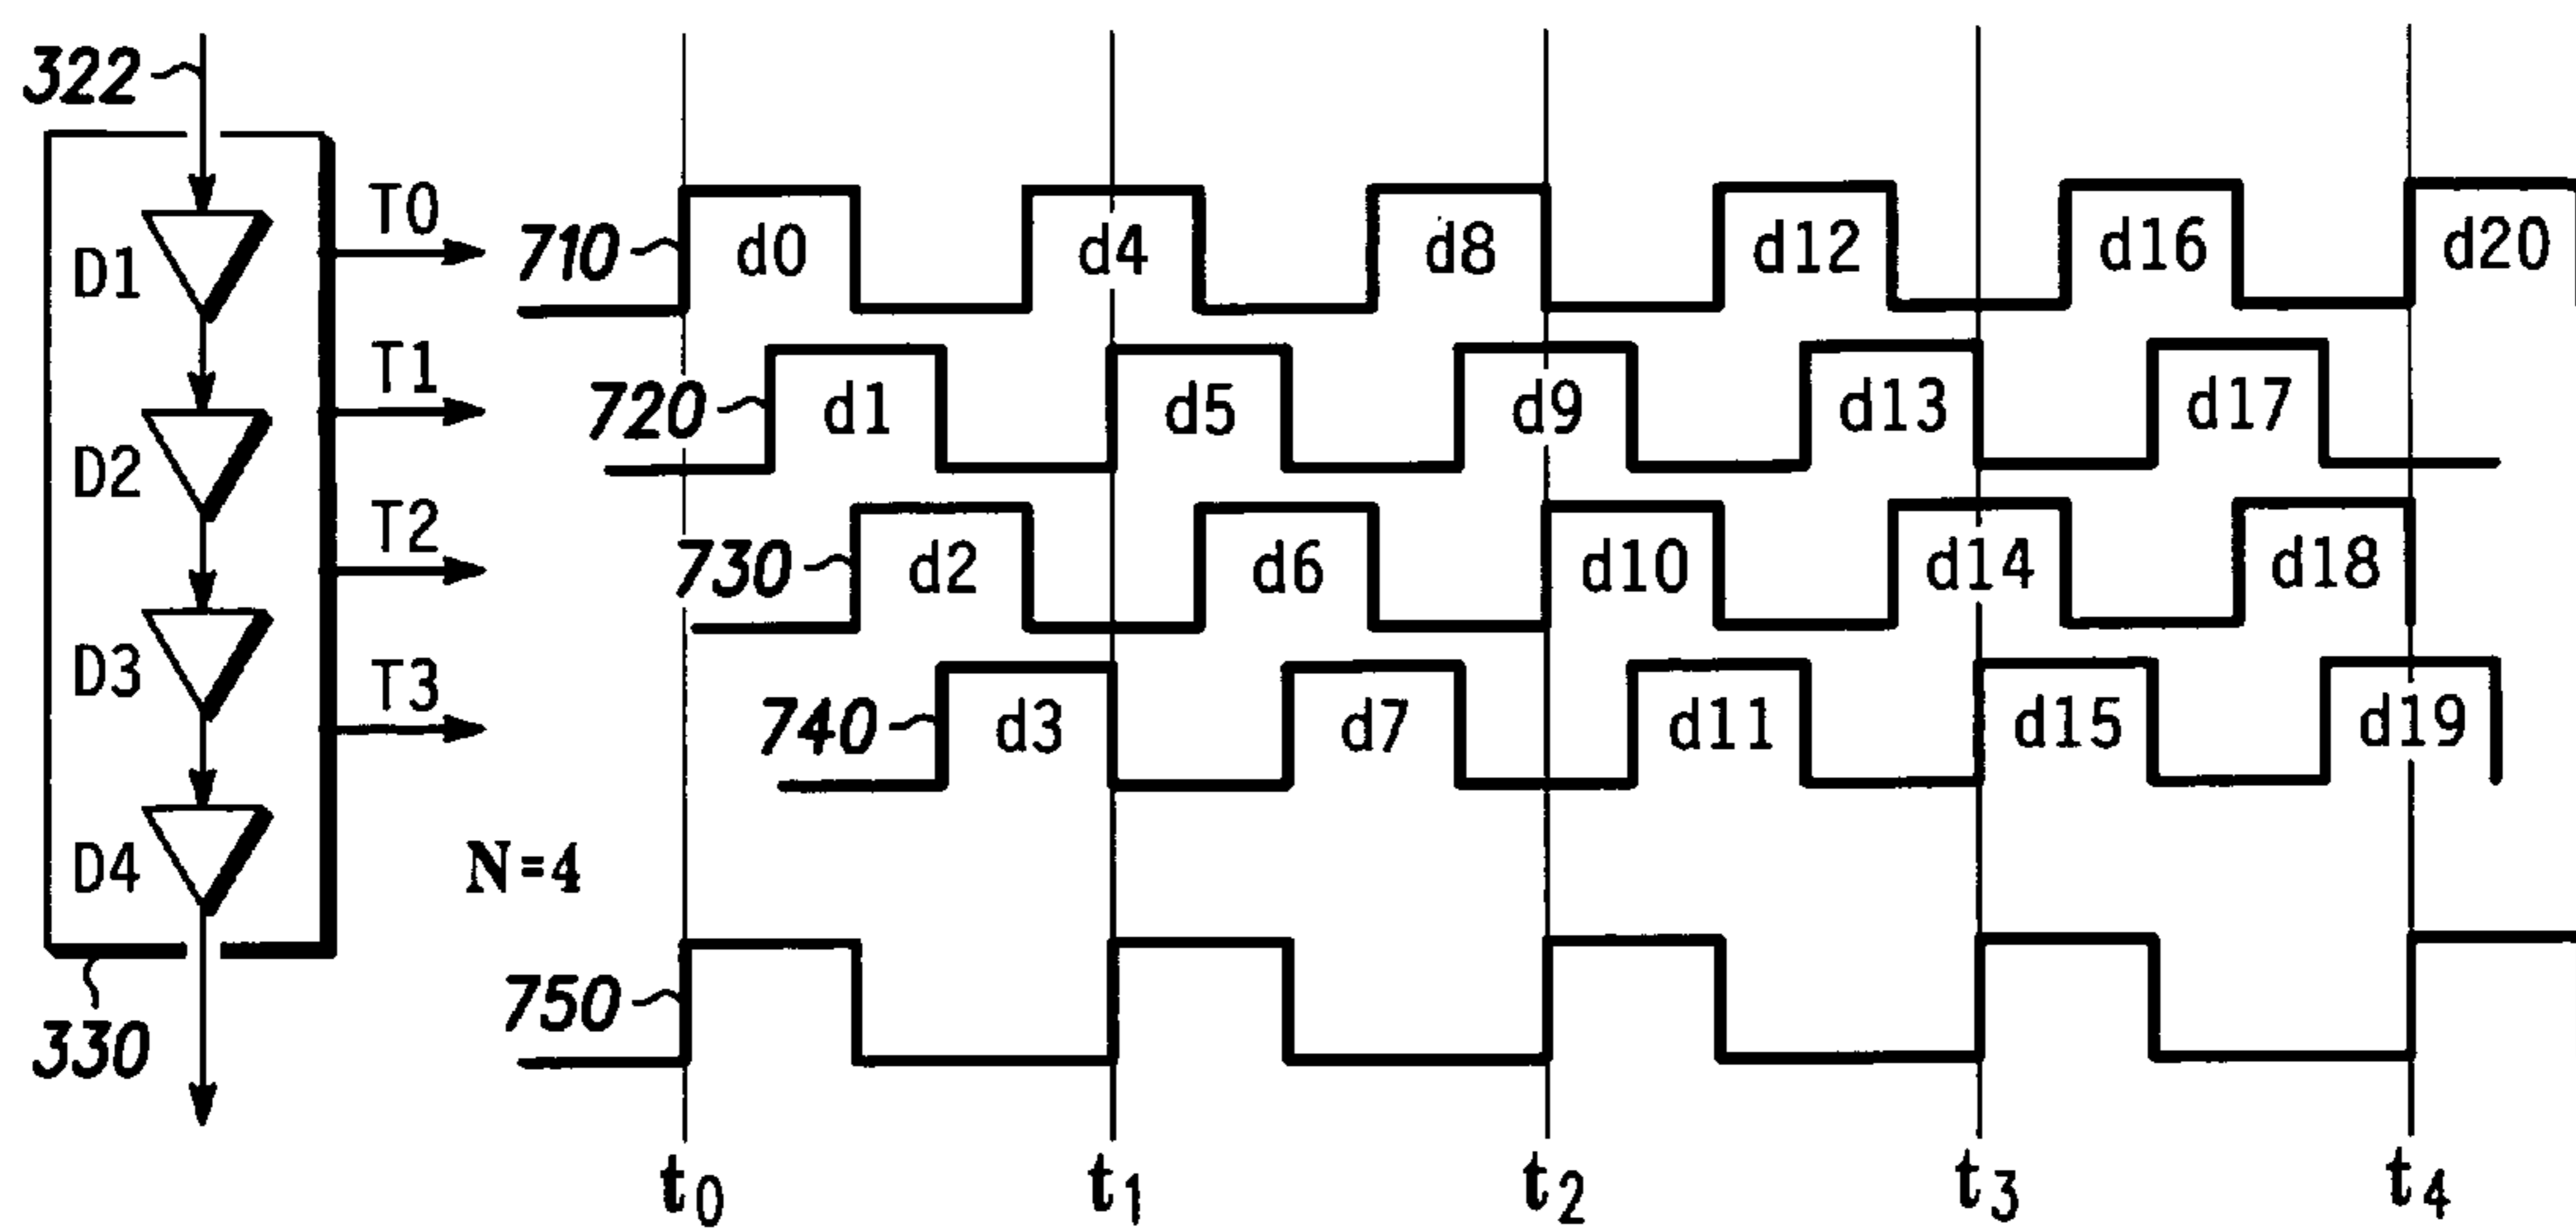 322
D1
D2
D3
D4
330
T0
T1
T2
T3
N=4
710 d0 d4 d8 d12 d16 d20
720 d1 d5 d9 d13 d17
730 d2 d6 d10 d14 d18
740 d3 d7 d11 d15 d19
750
t0 t1 t2 t3 t4